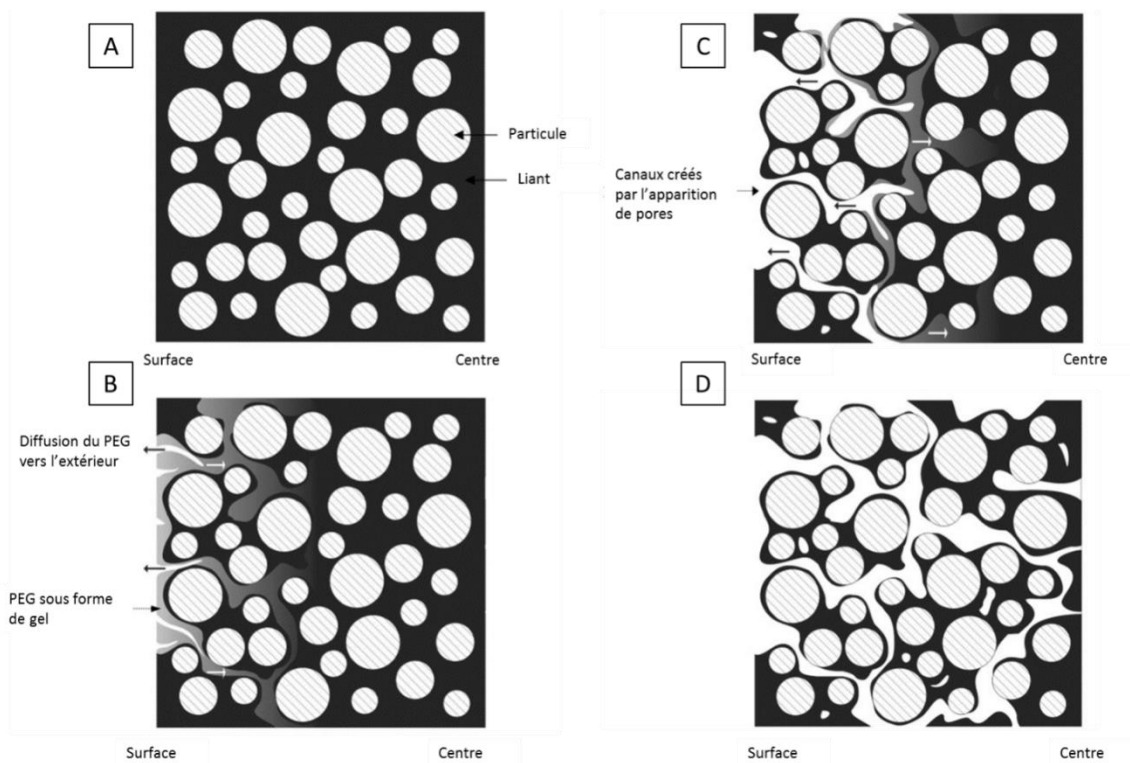 A
Particule
Liant
Surface
Centre
B
Diffusion du PEG
vers l'extérieur
PEG sous forme
de gel
Surface
Centre
C
Canaux créés
par l'apparition
de pores
Surface
Centre
D
Surface
Centre